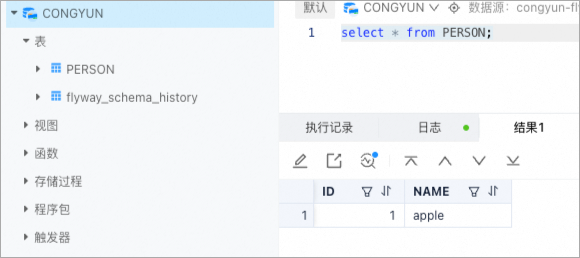 CONGYUN
表
PERSON
flyway_schema_history
视图
函数
存储过程
程序包
触发器
默认 CONGYUN 数据源: congyun-fl
1 select * from PERSON;
执行记录 日志 结果1
ID NAME
1 1 apple